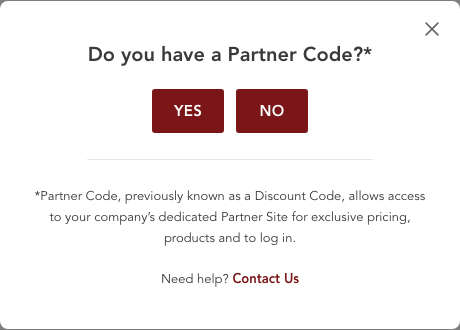 Do you have a Partner Code?*
YES NO
*Partner Code, previously known as a Discount Code, allows access
to your company’s dedicated Partner Site for exclusive pricing,
products and to log in.
Need help? Contact Us